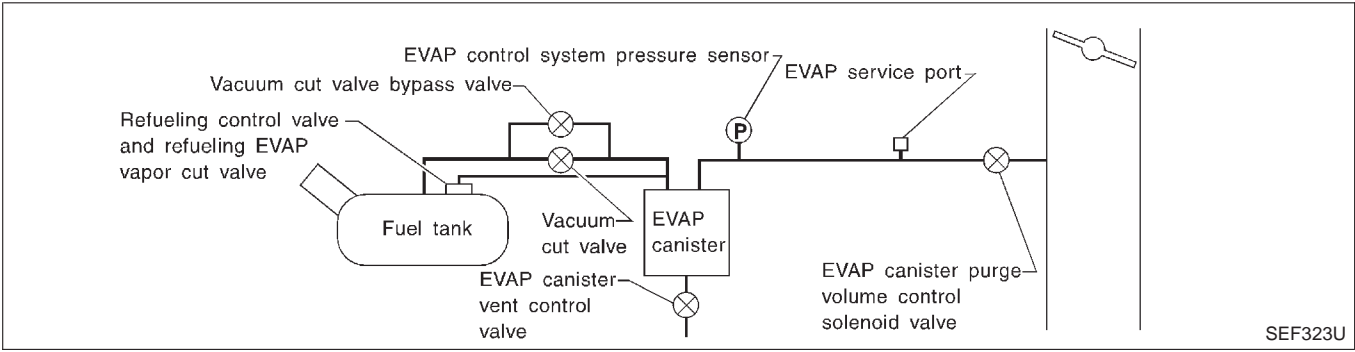 EVAP control system pressure sensor
EVAP service port
Vacuum cut valve bypass valve
Refueling control valve
and refueling EVAP
vapor cut valve
P
Fuel tank
Vacuum
cut valve
EVAP
canister
EVAP canister
vent control
valve
EVAP canister purge
volume control
solenoid valve
SEF323U